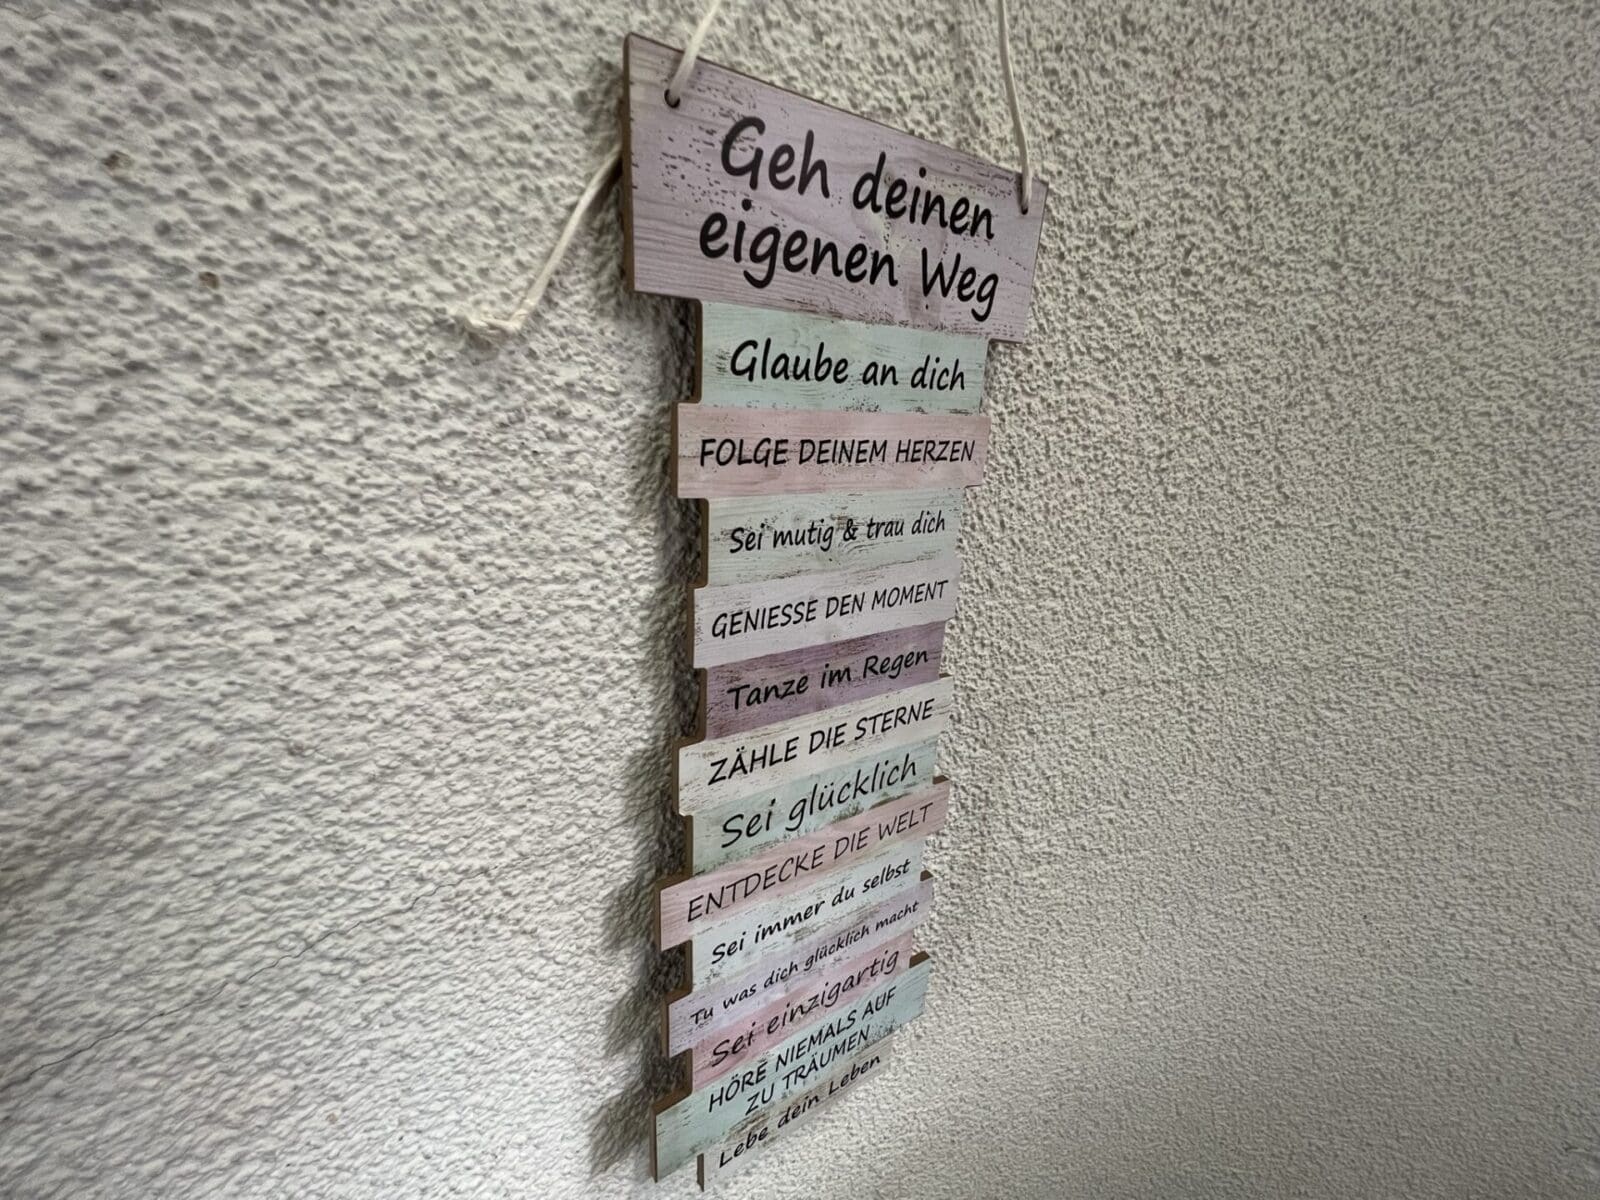 Geh deinen
eigenen Weg
Glaube an dich
FOLGE DEINEM HERZEN
Sei mutig & trau dich
GENIESSE DEN MOMENT
Tanze im Regen
ZÄHLE DIE STERNE
Sei glücklich
ENTDECKE DIE WELT
Sei immer du selbst
Tu was dich glücklich macht
Sei einzigartig
HÖRE NIEMALS AUF
ZU TRÄUMEN
Lebe dein Leben